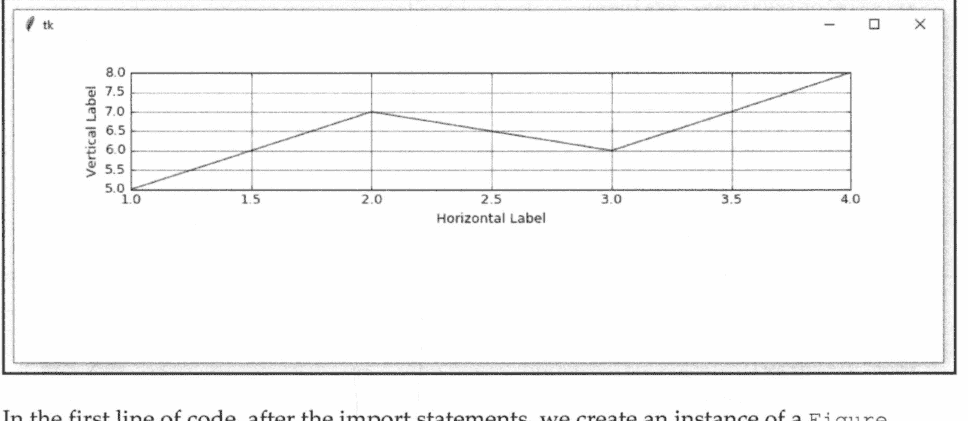 tk
8.0
7.5
7.0
6.5
6.0
5.5
5.0
Vertical Label
1.0 1.5 2.0 2.5 3.0 3.5 4.0
Horizontal Label
In the first line of code, after the import statements, we create an instance of a Figure